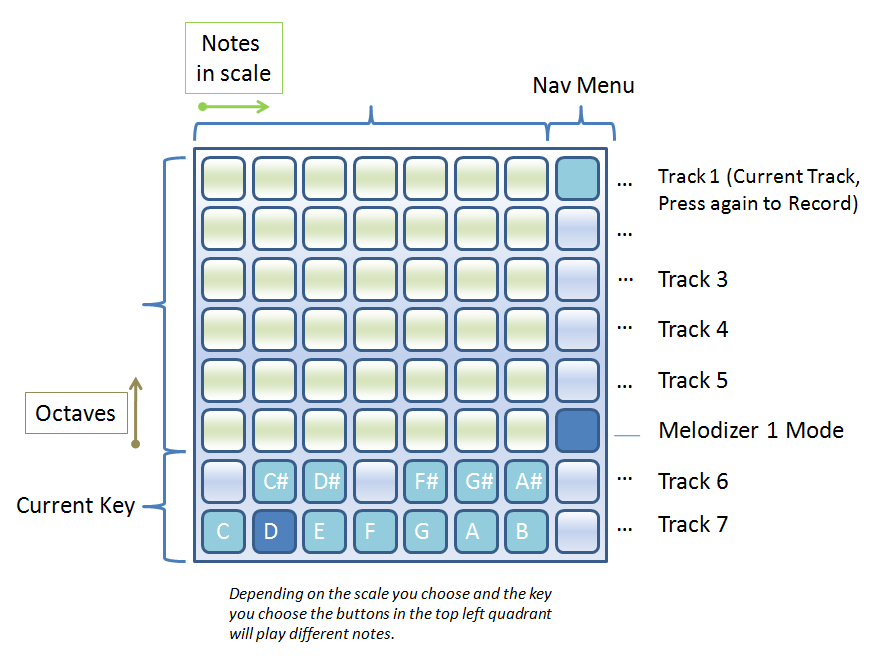 Notes
in scale
Nav Menu
... Track 1 (Current Track,
Press again to Record)
...
... Track 3
... Track 4
... Track 5
Octaves
Melodizer 1 Mode
C# D# F# G# A# ... Track 6
Current Key
C D E F G A B ... Track 7
Depending on the scale you choose and the key
you choose the buttons in the top left quadrant
will play different notes.